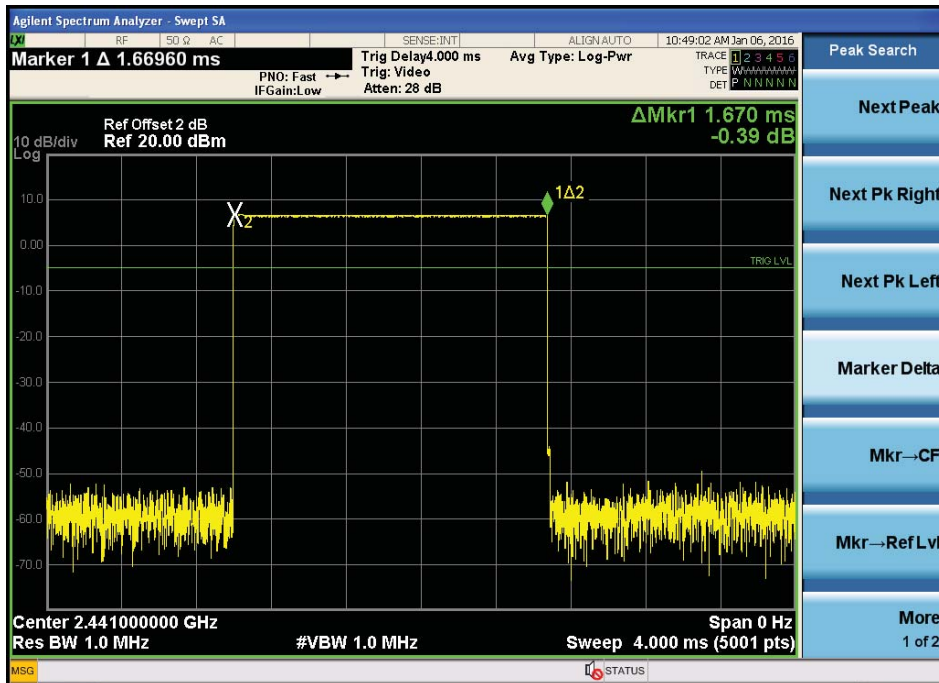 Agilent Spectrum Analyzer - Swept SA
LXI RF 50 Ω AC SENSE:INT ALIGN AUTO 10:49:02 AM Jan 06, 2016
Marker 1 Δ 1.66960 ms
PNO: Fast
IFGain:Low
Trig Delay4.000 ms
Trig: Video
Atten: 28 dB
Avg Type: Log-Pwr
TRACE 1 2 3 4 5 6
TYPE WWWWWW
DET P N N N N N
Ref Offset 2 dB
Ref 20.00 dBm
10 dB/div
Log
ΔMkr1 1.670 ms
-0.39 dB
1Δ2
X2
10.0
0.00
TRIG LVL
-10.0
-20.0
-30.0
-40.0
-50.0
-60.0
-70.0
Center 2.441000000 GHz Span 0 Hz
Res BW 1.0 MHz #VBW 1.0 MHz Sweep 4.000 ms (5001 pts)
MSG STATUS
Peak Search
Next Peak
Next Pk Right
Next Pk Left
Marker Delta
Mkr→CF
Mkr→Ref Lvl
More
1 of 2